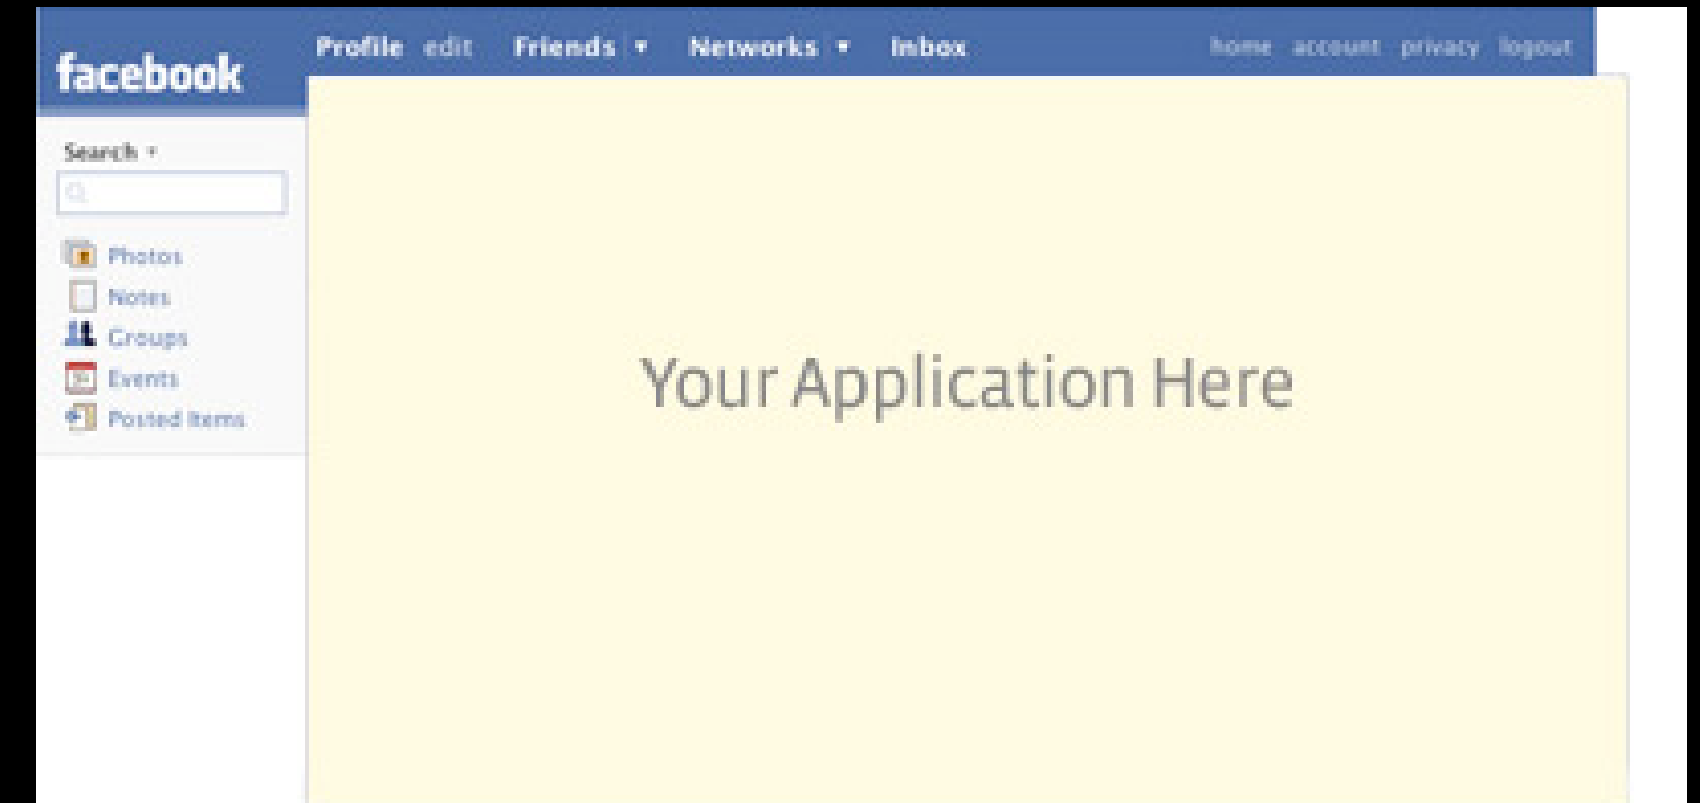 facebook
Profile edit Friends Networks Inbox home account privacy logout
Search
Photos
Notes
Groups
Events
Posted Items
Your Application Here